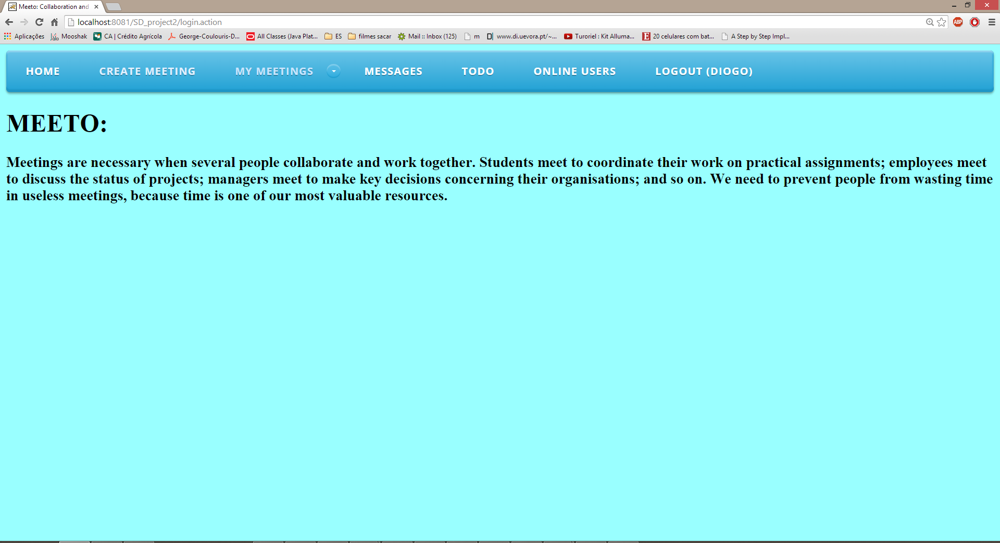 Meeto: Collaboration and
localhost:8081/SD_project2/login.action
ABP
Aplicações Mooshak CA | Crédito Agrícola George-Coulouris-D... All Classes (Java Plat... ES filmes sacar Mail :: Inbox (125) m www.di.uevora.pt/~... Turoriel : Kit Alluma... 20 celulares com bat... A Step by Step Impl...
HOME CREATE MEETING MY MEETINGS MESSAGES TODO ONLINE USERS LOGOUT (DIOGO)
MEETO:
Meetings are necessary when several people collaborate and work together. Students meet to coordinate their work on practical assignments; employees meet
to discuss the status of projects; managers meet to make key decisions concerning their organisations; and so on. We need to prevent people from wasting time
in useless meetings, because time is one of our most valuable resources.